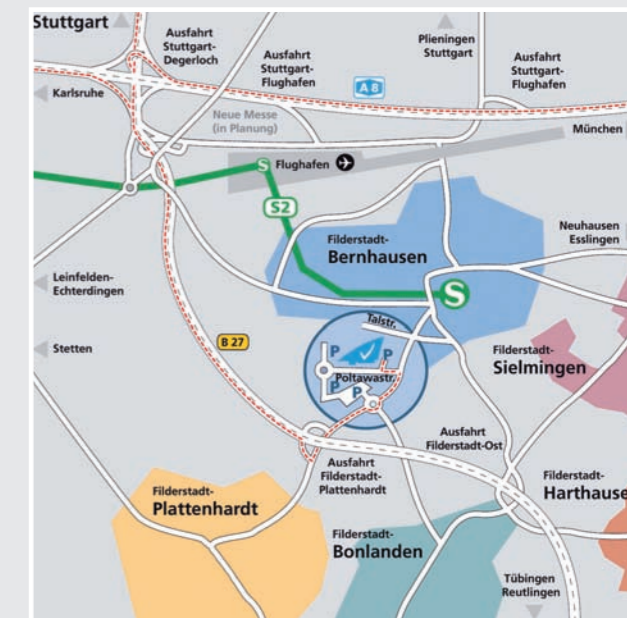 Stuttgart
Ausfahrt
Stuttgart-
Degerloch
Ausfahrt
Stuttgart-
Flughafen
Plieningen
Stuttgart
Ausfahrt
Stuttgart-
Flughafen
Karlsruhe
A 8
Neue Messe
(in Planung)
München
S
Flughafen
S2
Filderstadt-
Bernhausen
Neuhausen
Esslingen
Leinfelden-
Echterdingen
S
Talstr.
Stetten
B 27
P
P
Poltawastr.
P
P
Filderstadt-
Sielmingen
Ausfahrt
Filderstadt-Ost
Ausfahrt
Filderstadt-
Plattenhardt
Filderstadt-
Plattenhardt
Filderstadt-
Harthause
Filderstadt-
Bonlanden
Tübingen
Reutlingen